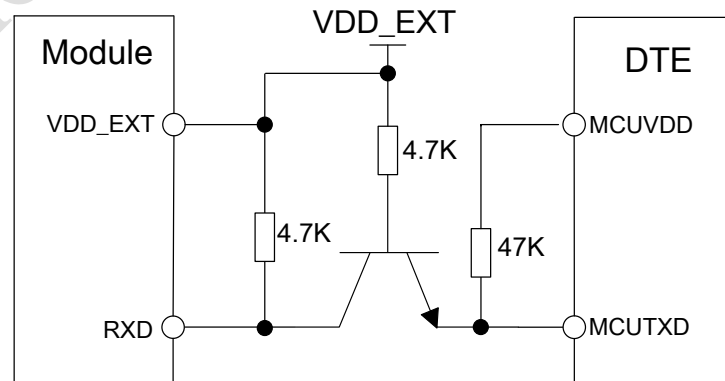 VDD_EXT
Module
DTE
VDD_EXT
MCUVDD
4.7K
4.7K
47K
RXD
MCUTXD